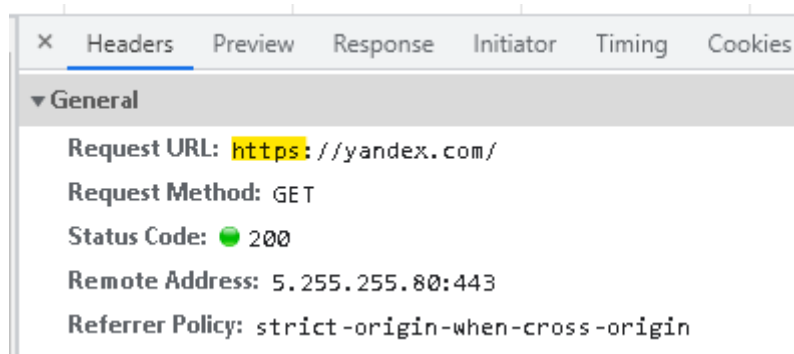 × Headers Preview Response Initiator Timing Cookies
▼ General
Request URL: https://yandex.com/
Request Method: GET
Status Code: 200
Remote Address: 5.255.255.80:443
Referrer Policy: strict-origin-when-cross-origin